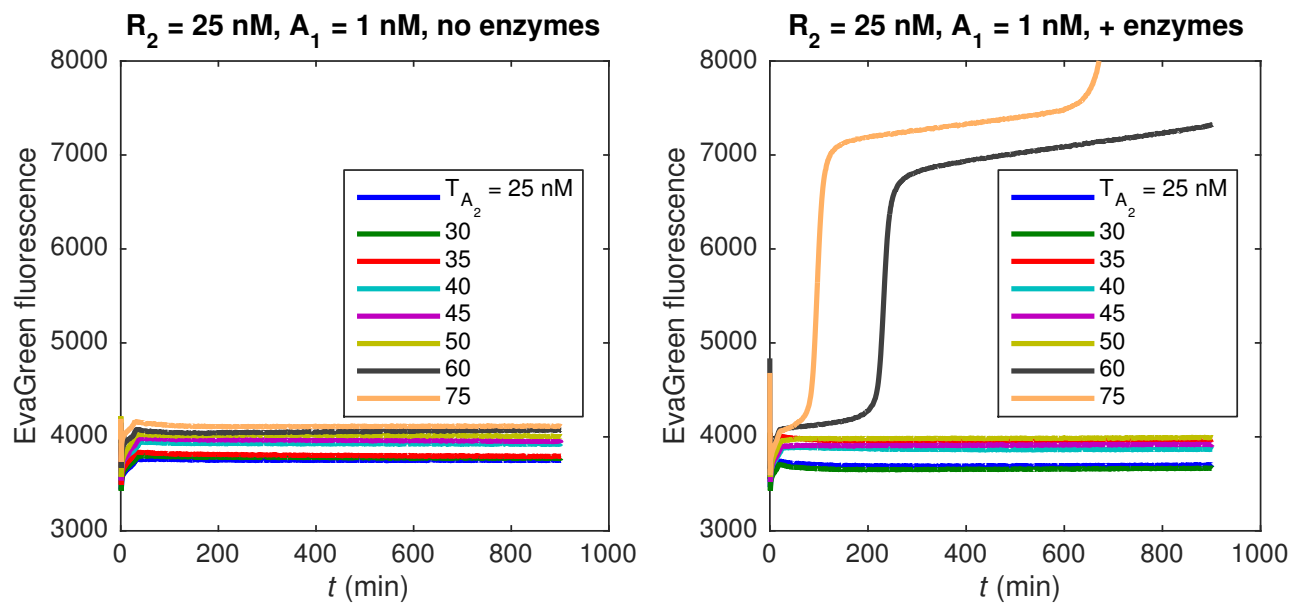 R₂ = 25 nM, A₁ = 1 nM, no enzymes
8000
7000
6000
5000
4000
3000
EvaGreen fluorescence
T_A₂ = 25 nM
30
35
40
45
50
60
75
0 200 400 600 800 1000
t (min)
R₂ = 25 nM, A₁ = 1 nM, + enzymes
8000
7000
6000
5000
4000
3000
EvaGreen fluorescence
T_A₂ = 25 nM
30
35
40
45
50
60
75
0 200 400 600 800 1000
t (min)